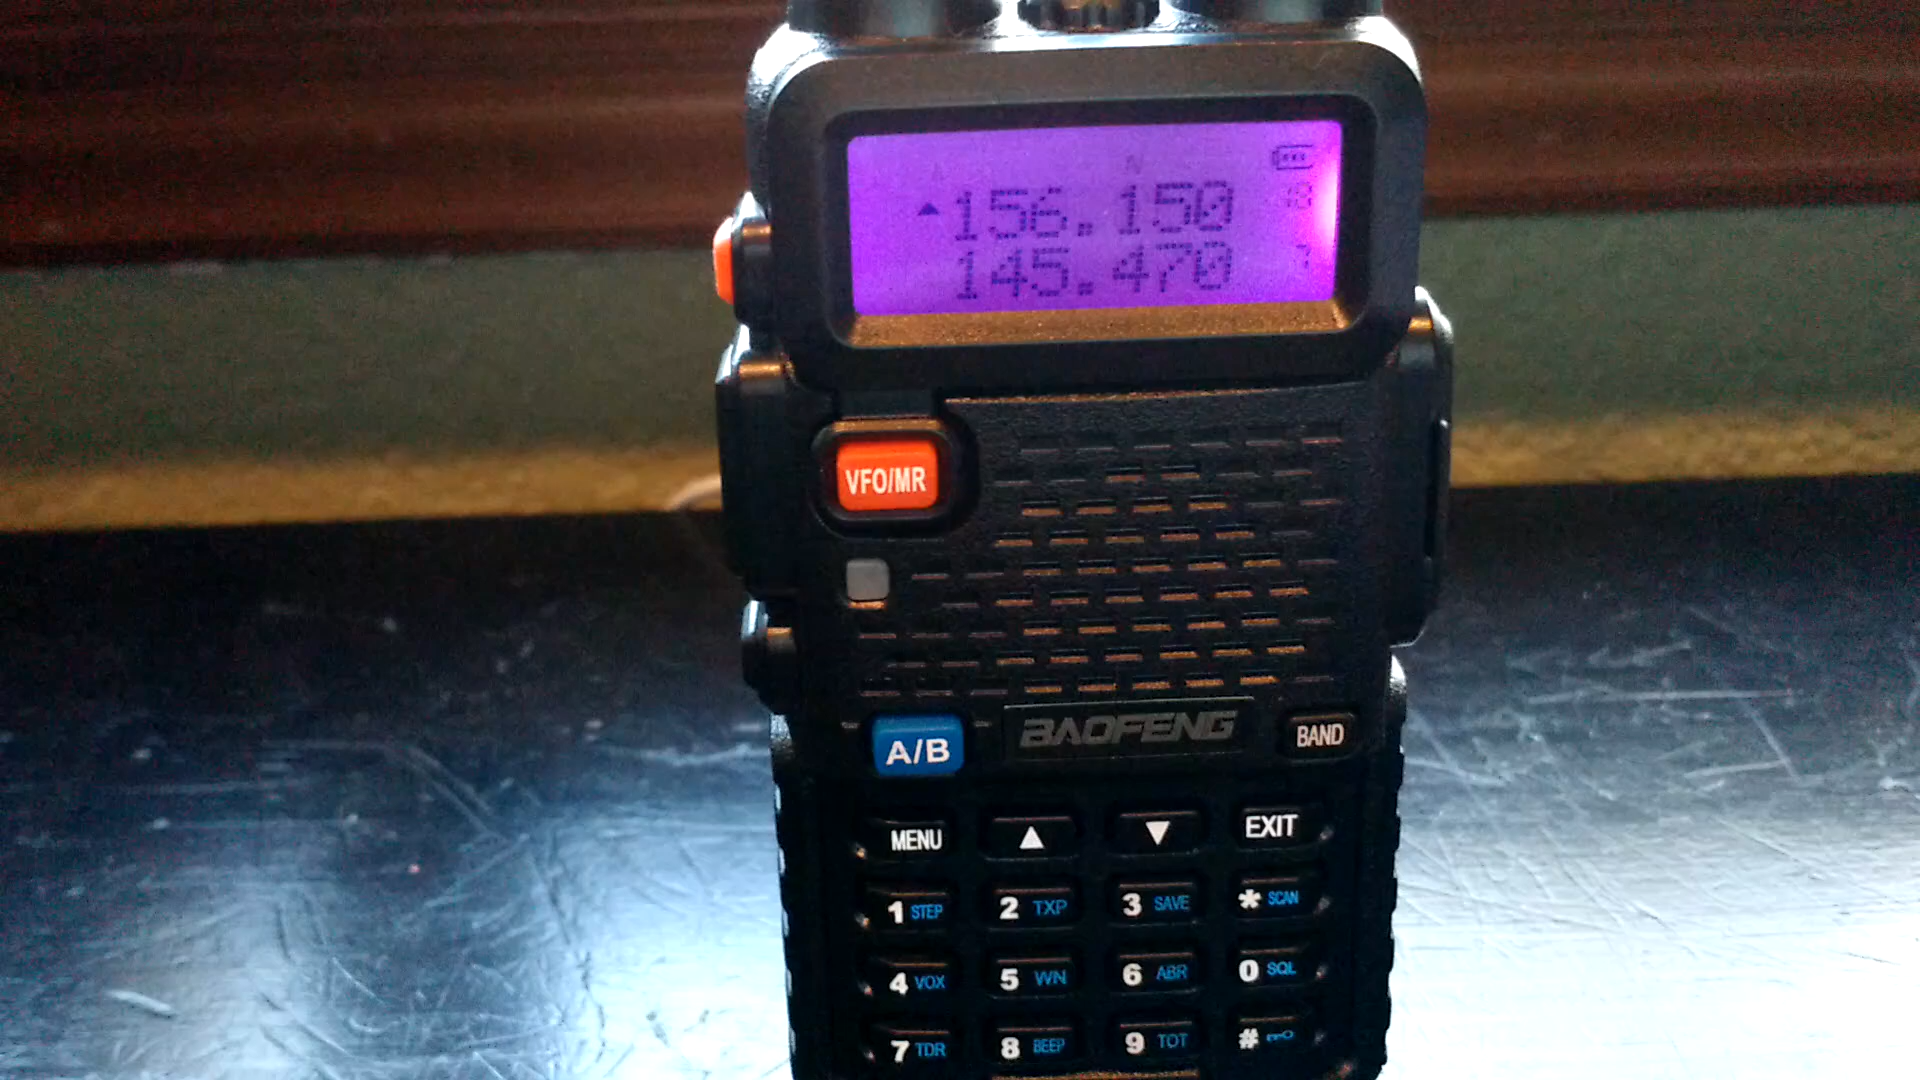 N
▲156.150
145.470 7
VFO/MR
A/B BAOFENG BAND
MENU ▲ ▼ EXIT
1 STEP 2 TXP 3 SAVE * SCAN
4 VOX 5 WN 6 ABR 0 SQL
7 TDR 8 BEEP 9 TOT #